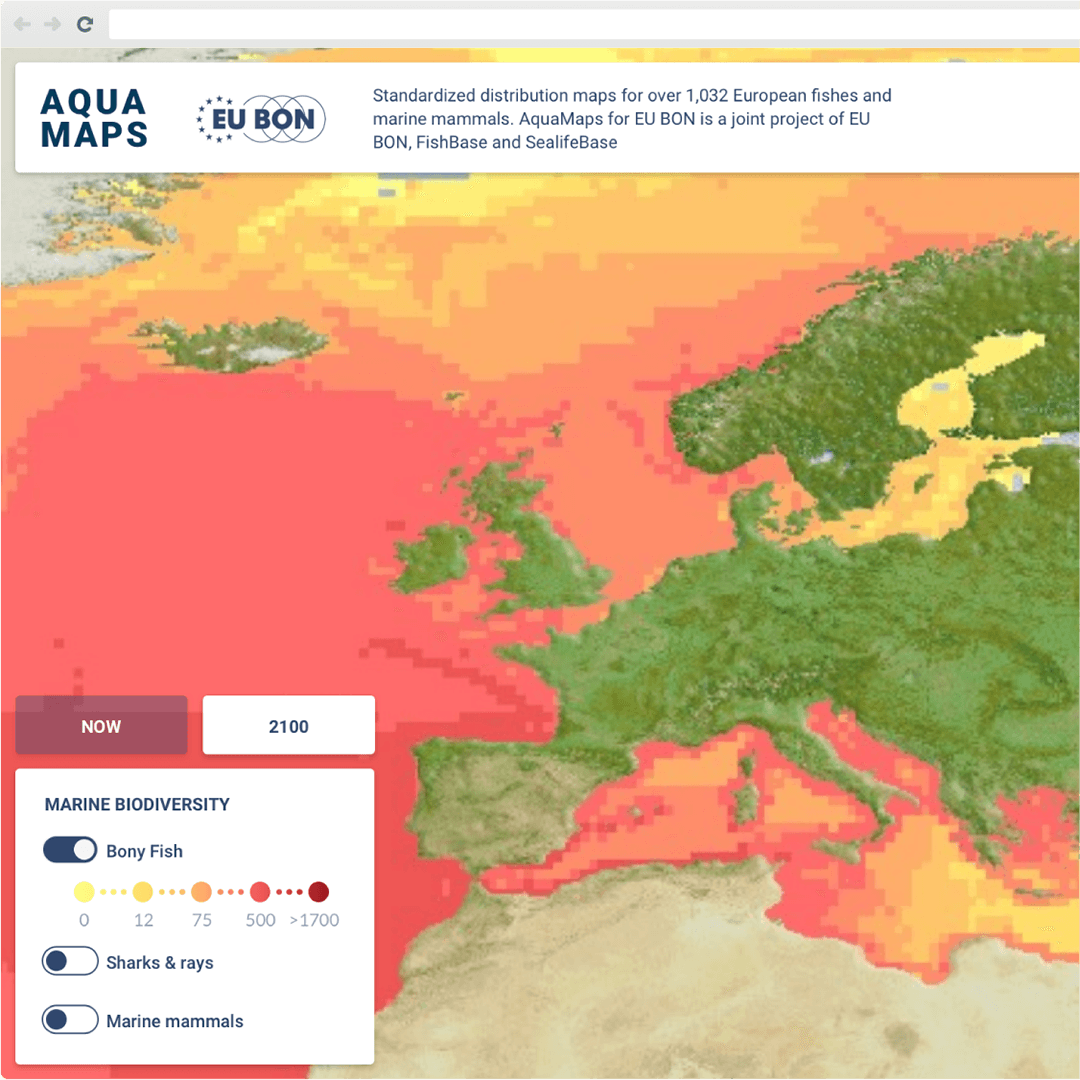 AQUA
MAPS
EU BON
Standardized distribution maps for over 1,032 European fishes and
marine mammals. AquaMaps for EU BON is a joint project of EU
BON, FishBase and SealifeBase
NOW
2100
MARINE BIODIVERSITY
Bony Fish
0 12 75 500 >1700
Sharks & rays
Marine mammals